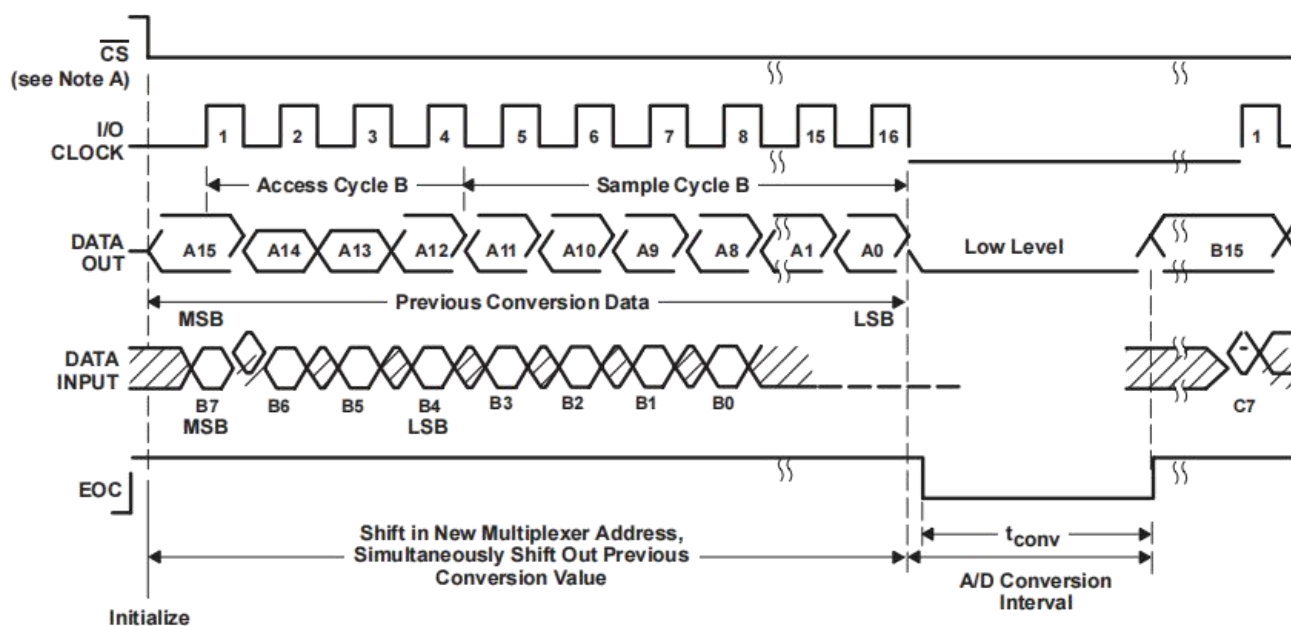 CS
(see Note A)
I/O
CLOCK
1 2 3 4 5 6 7 8 15 16 1
Access Cycle B Sample Cycle B
DATA
OUT
A15 A14 A13 A12 A11 A10 A9 A8 A1 A0 Low Level B15
Previous Conversion Data
MSB LSB
DATA
INPUT
B7 B6 B5 B4 B3 B2 B1 B0 C7
MSB LSB
EOC
Shift in New Multiplexer Address,
Simultaneously Shift Out Previous
Conversion Value
tconv
A/D Conversion
Interval
Initialize